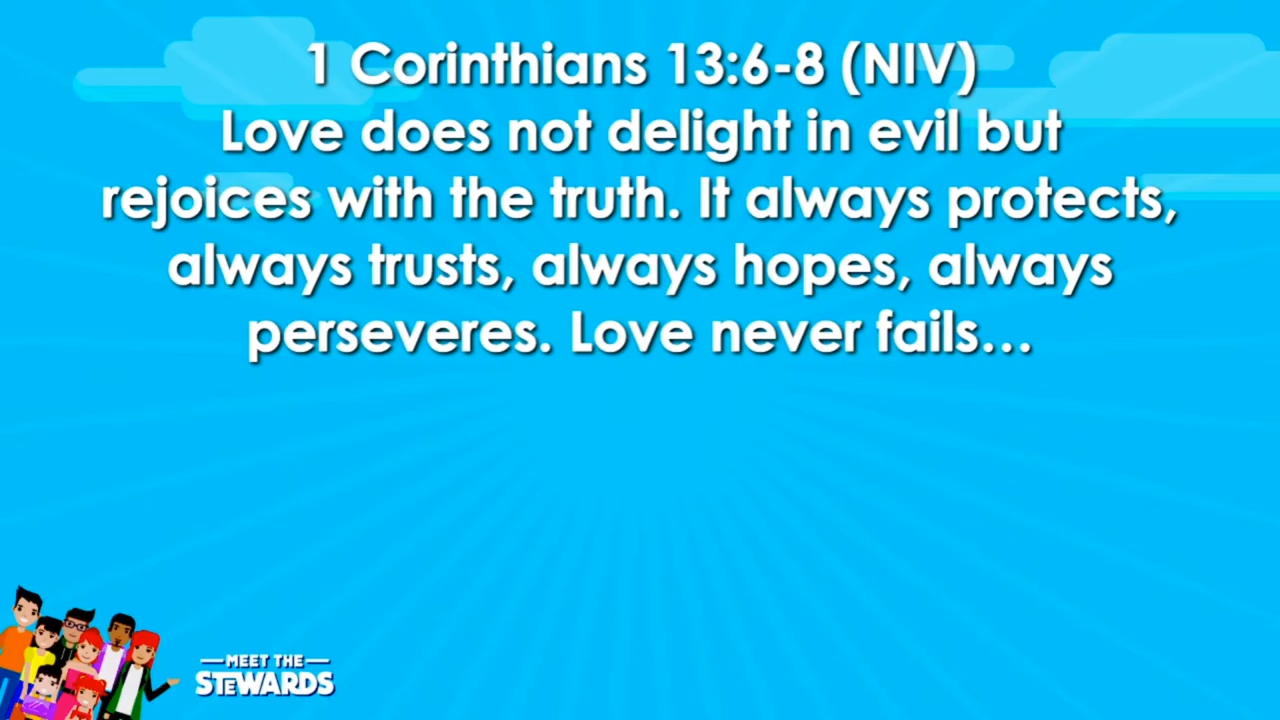 1 Corinthians 13:6-8 (NIV)
Love does not delight in evil but
rejoices with the truth. It always protects,
always trusts, always hopes, always
perseveres. Love never fails...
MEET THE
STEWARDS